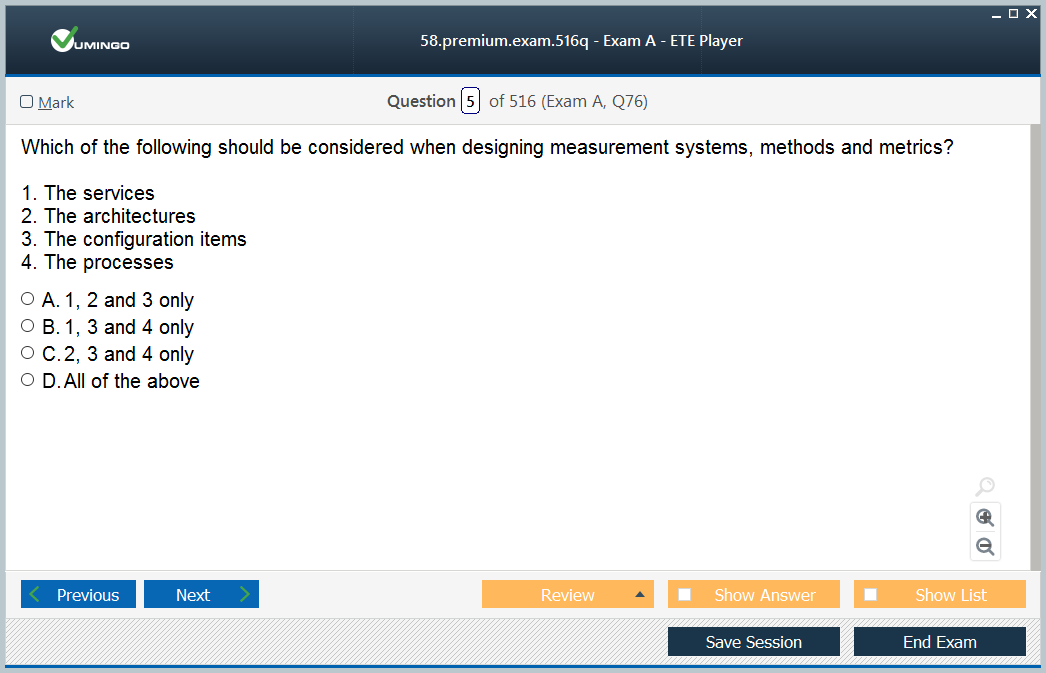 VUMINGO
58.premium.exam.516q - Exam A - ETE Player
Mark
Question 5 of 516 (Exam A, Q76)
Which of the following should be considered when designing measurement systems, methods and metrics?
1. The services
2. The architectures
3. The configuration items
4. The processes
A. 1, 2 and 3 only
B. 1, 3 and 4 only
C. 2, 3 and 4 only
D. All of the above
Previous
Next
Review
Show Answer
Show List
Save Session
End Exam